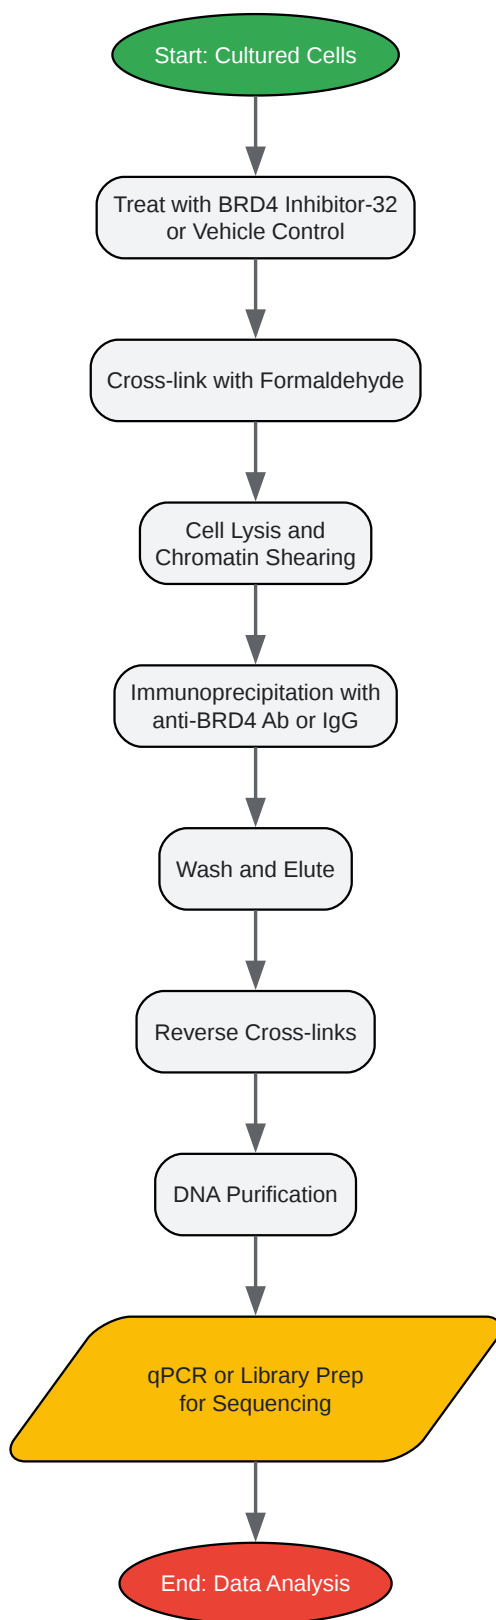 Start: Cultured Cells
Treat with BRD4 Inhibitor-32
or Vehicle Control
Cross-link with Formaldehyde
Cell Lysis and
Chromatin Shearing
Immunoprecipitation with
anti-BRD4 Ab or IgG
Wash and Elute
Reverse Cross-links
DNA Purification
qPCR or Library Prep
for Sequencing
End: Data Analysis